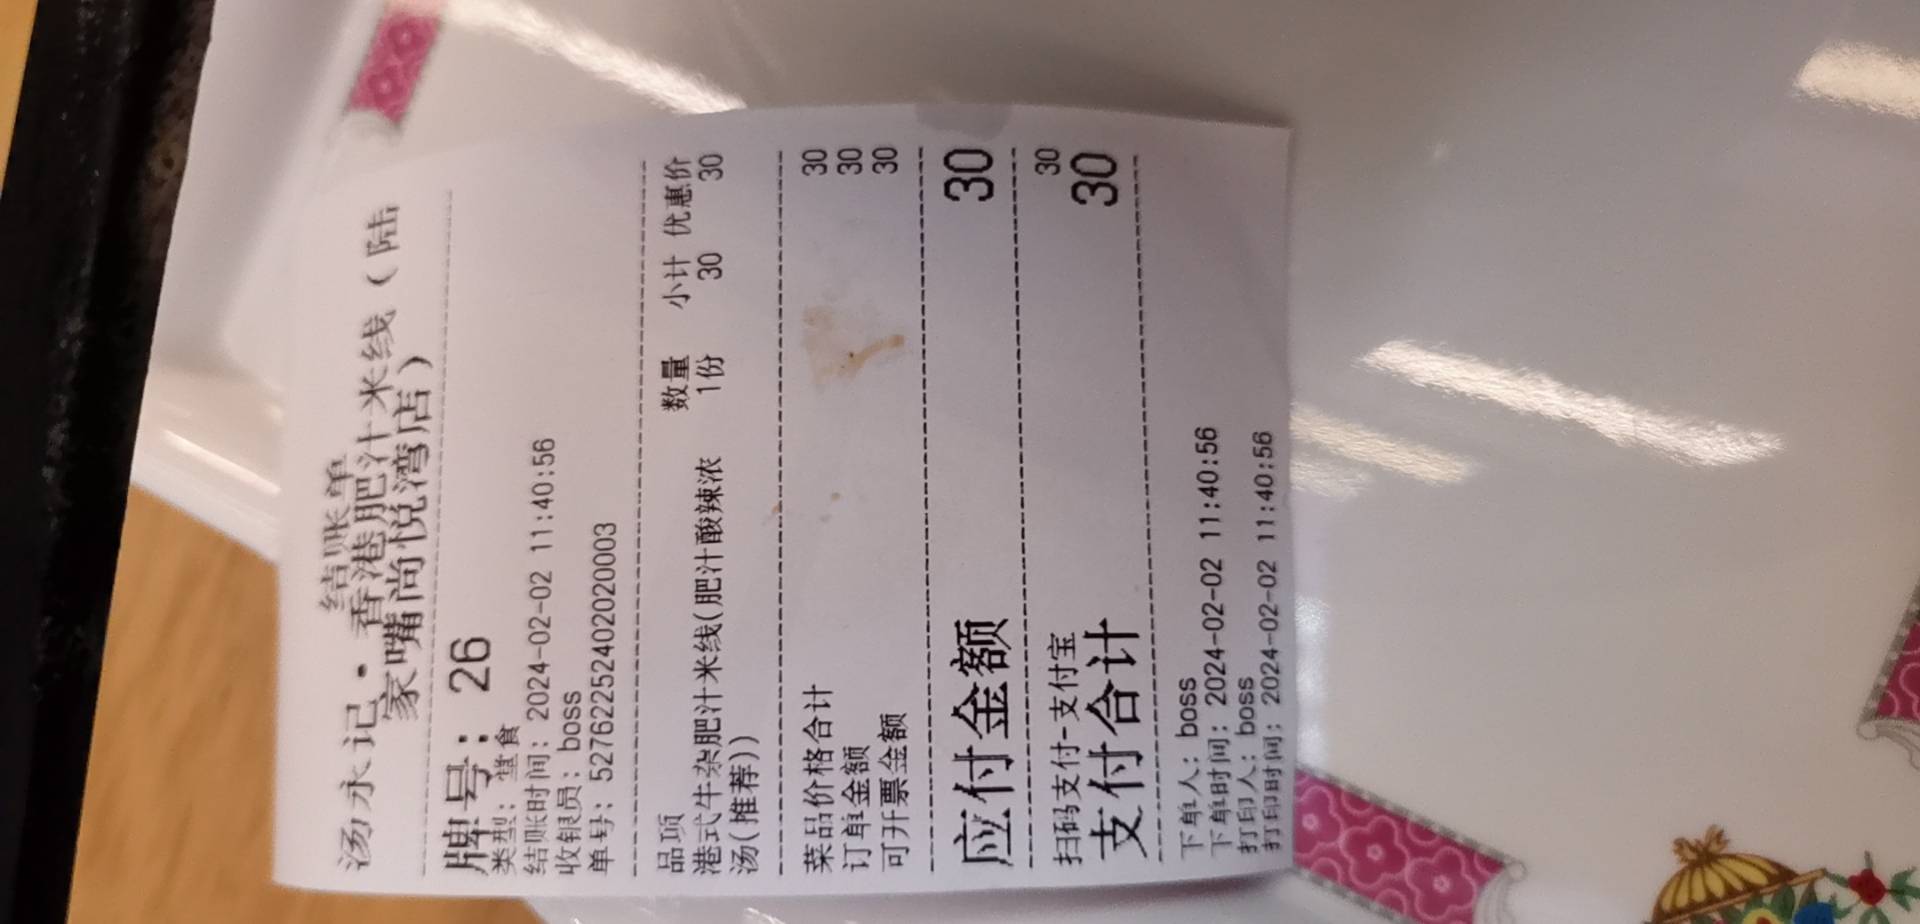 结账单
汤永记·香港肥汁米线（陆
家嘴尚悦湾店）
牌号：26
类型：堂食
结账时间：2024-02-02 11:40:56
收银员：boss
单号：52762252402020003
品项 数量 小计 优惠价
港式牛杂肥汁米线(肥汁酸辣浓 1份 30 30
汤(推荐))
菜品价格合计 30
订单金额 30
可开票金额 30
应付金额 30
扫码支付-支付宝 30
支付合计 30
下单人：boss
下单时间：2024-02-02 11:40:56
打印人：boss
打印时间：2024-02-02 11:40:56